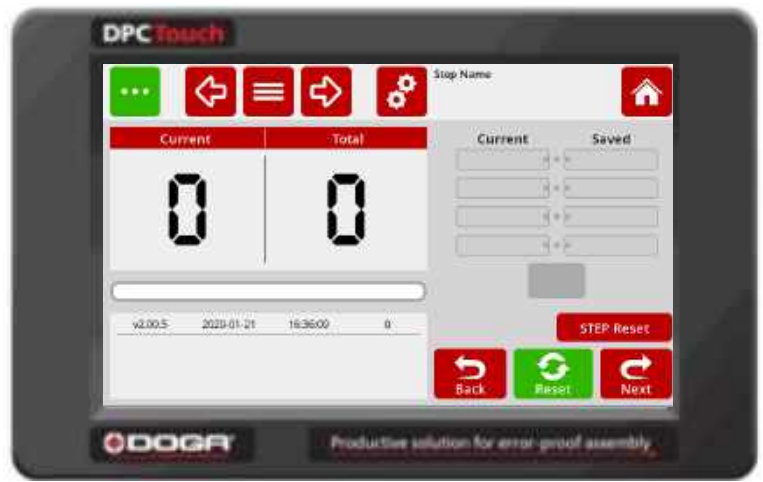 DPCTouch
Stop Name
Current Total
Current Saved
0 0
v2.00.5 2020-01-21 16:36:00 0
STEP Reset
Back Reset Next
DOGA
Productive solution for error-proof assembly